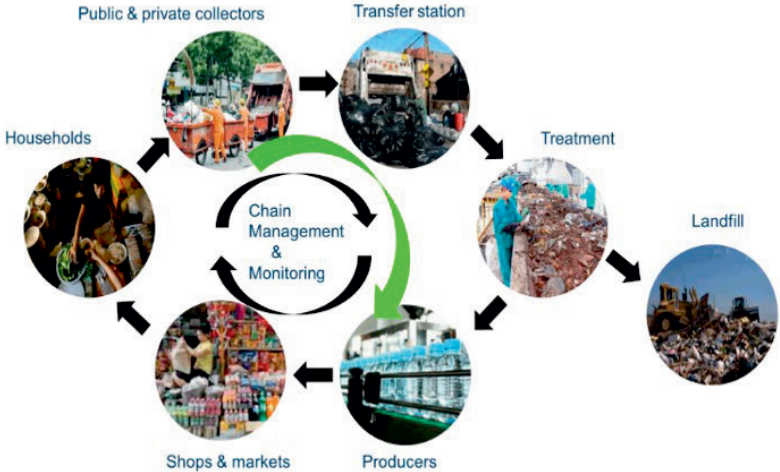 Public & private collectors
Transfer station
Households
Treatment
Chain
Management
&
Monitoring
Landfill
Shops & markets
Producers